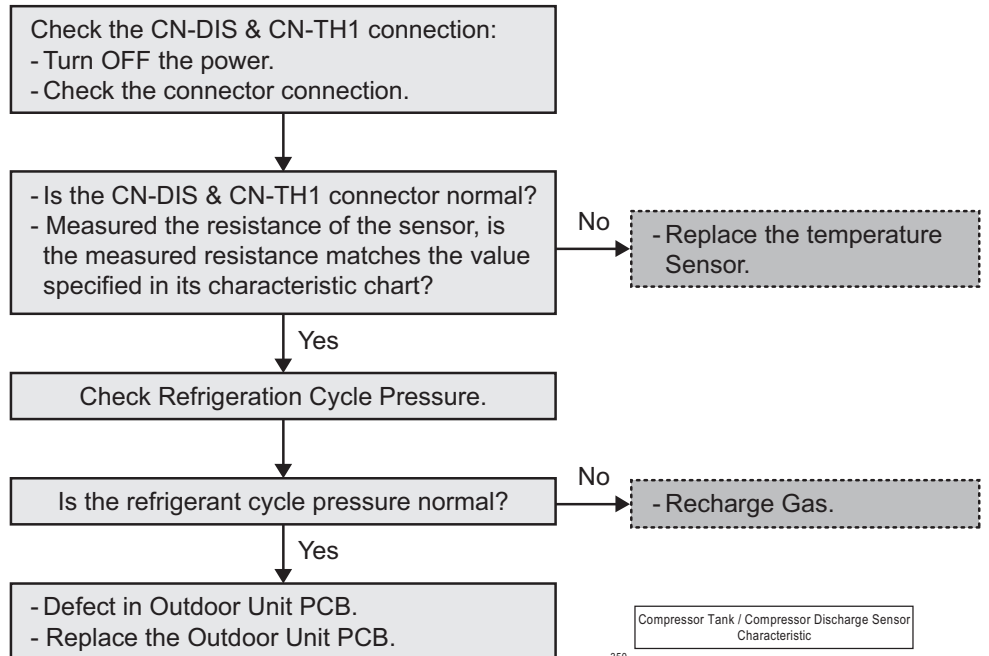 Check the CN-DIS & CN-TH1 connection:
- Turn OFF the power.
- Check the connector connection.
- Is the CN-DIS & CN-TH1 connector normal?
- Measured the resistance of the sensor, is
the measured resistance matches the value
specified in its characteristic chart?
No
- Replace the temperature
Sensor.
Yes
Check Refrigeration Cycle Pressure.
Is the refrigerant cycle pressure normal?
No
- Recharge Gas.
Yes
- Defect in Outdoor Unit PCB.
- Replace the Outdoor Unit PCB.
Compressor Tank / Compressor Discharge Sensor
Characteristic